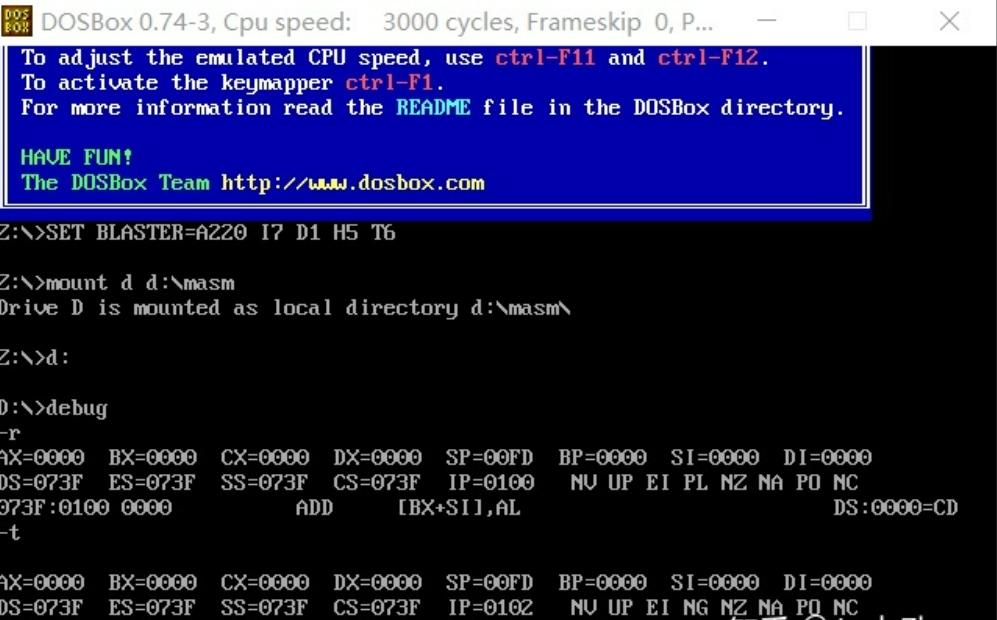 DOS
BOX
DOSBox 0.74-3, Cpu speed: 3000 cycles, Frameskip 0, P...
To adjust the emulated CPU speed, use ctrl-F11 and ctrl-F12.
To activate the keymapper ctrl-F1.
For more information read the README file in the DOSBox directory.
HAVE FUN!
The DOSBox Team http://www.dosbox.com
Z:\>SET BLASTER=A220 I7 D1 H5 T6
Z:\>mount d d:\masm
Drive D is mounted as local directory d:\masm\
Z:\>d:
D:\>debug
-r
AX=0000 BX=0000 CX=0000 DX=0000 SP=00FD BP=0000 SI=0000 DI=0000
DS=073F ES=073F SS=073F CS=073F IP=0100 NV UP EI PL NZ NA PO NC
073F:0100 0000 ADD [BX+SI],AL DS:0000=CD
-t
AX=0000 BX=0000 CX=0000 DX=0000 SP=00FD BP=0000 SI=0000 DI=0000
DS=073F ES=073F SS=073F CS=073F IP=0102 NV UP EI NG NZ NA PO NC